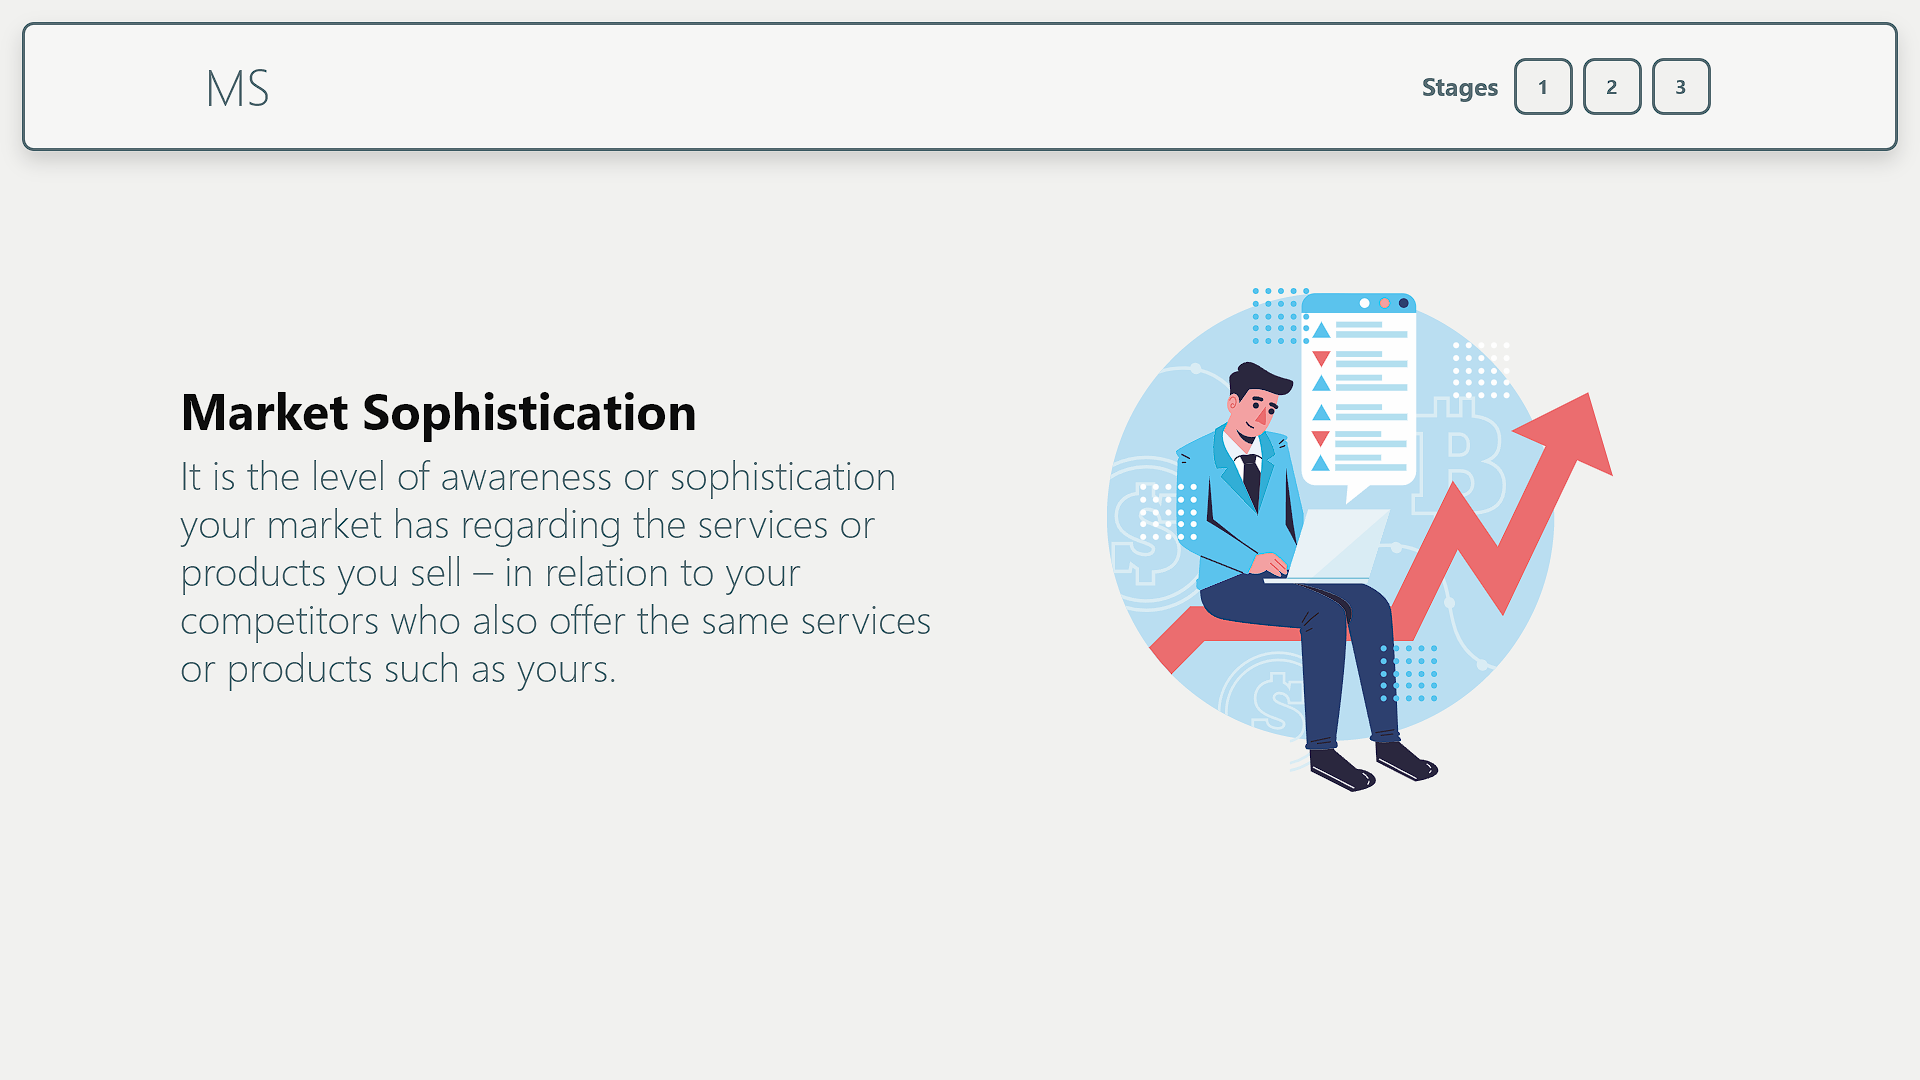 MS
Stages 1 2 3
Market Sophistication
It is the level of awareness or sophistication
your market has regarding the services or
products you sell – in relation to your
competitors who also offer the same services
or products such as yours.